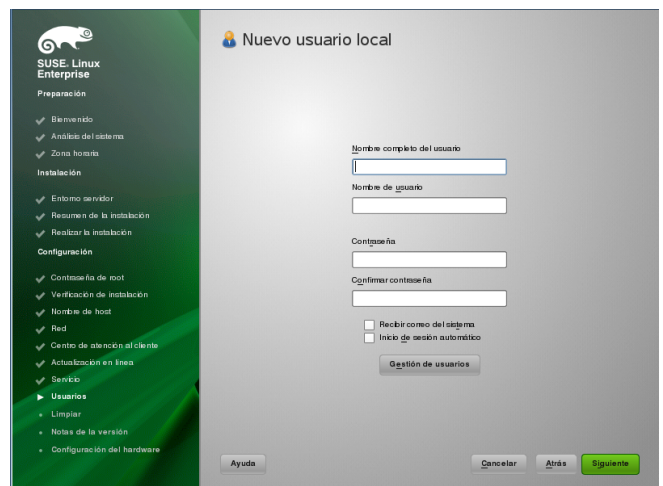 SUSE Linux
Enterprise
Preparación
Bienvenido
Análisis del sistema
Zona horaria
Instalación
Entorno servidor
Resumen de la instalación
Realizar la instalación
Configuración
Contraseña de root
Verificación de instalación
Nombre de host
Red
Centro de atención al cliente
Actualización en línea
Servicio
Usuarios
Limpiar
Notas de la versión
Configuración del hardware
Nuevo usuario local
Nombre completo del usuario
Nombre de usuario
Contraseña
Confirmar contraseña
Recibir correo del sistema
Inicio de sesión automático
Gestión de usuarios
Ayuda
Cancelar
Atrás
Siguiente